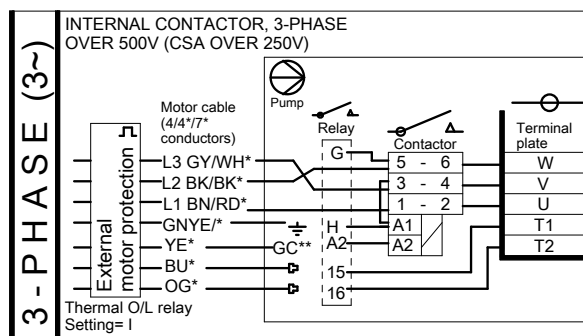 INTERNAL CONTACTOR, 3-PHASE
OVER 500V (CSA OVER 250V)
3-PHASE (3~)
Pump
Motor cable
(4/4*/7*
conductors)
Relay
Contactor
Terminal
plate
External
motor protection
L3 GY/WH*
L2 BK/BK*
L1 BN/RD*
GNYE/*
YE*
BU*
OG*
GC**
G
H
A2
15
16
5 - 6
3 - 4
1 - 2
A1
A2
W
V
U
T1
T2
Thermal O/L relay
Setting= I